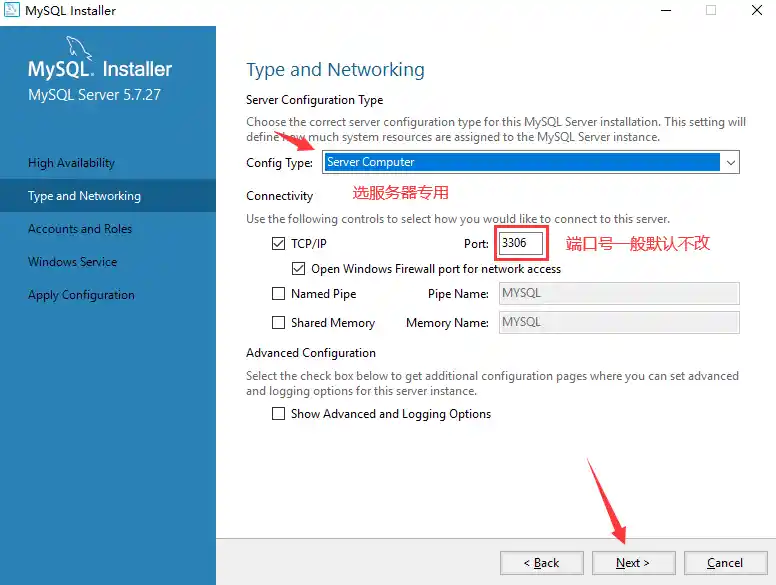 MySQL Installer
MySQL. Installer
MySQL Server 5.7.27
High Availability
Type and Networking
Accounts and Roles
Windows Service
Apply Configuration
Type and Networking
Server Configuration Type
Choose the correct server configuration type for this MySQL Server installation. This setting will
define how much system resources are assigned to the MySQL Server instance.
Config Type: Server Computer
Connectivity 选服务器专用
Use the following controls to select how you would like to connect to this server.
TCP/IP Port: 3306 端口号一般默认不改
Open Windows Firewall port for network access
Named Pipe Pipe Name: MYSQL
Shared Memory Memory Name: MYSQL
Advanced Configuration
Select the check box below to get additional configuration pages where you can set advanced
and logging options for this server instance.
Show Advanced and Logging Options
< Back Next > Cancel